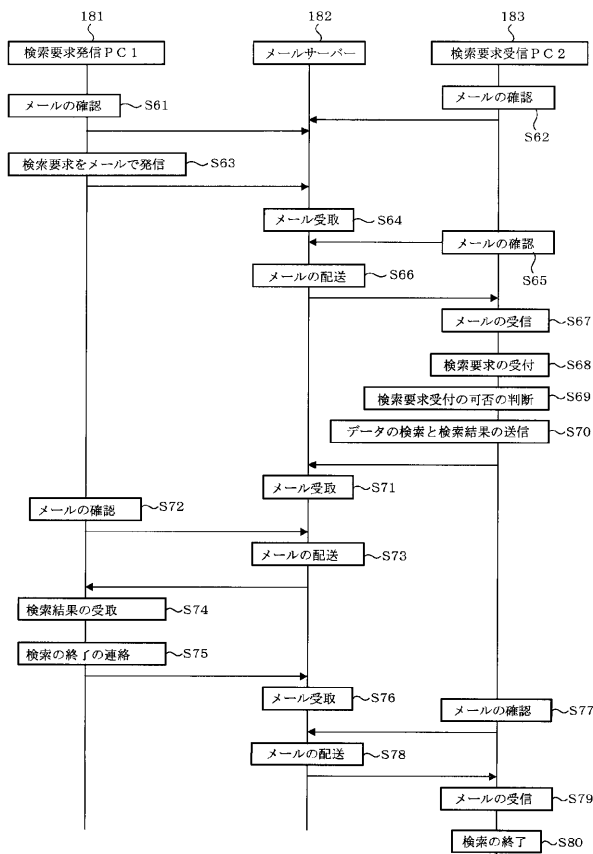 181 182 183
検索要求発信PC1 メールサーバー 検索要求受信PC2
メールの確認 S61
メールの確認
S62
検索要求をメールで発信 S63
メール受取 S64
メールの確認
S65
メールの配送 S66
メールの受信 S67
検索要求の受付 S68
検索要求受付の可否の判断 S69
データの検索と検索結果の送信 S70
メール受取 S71
メールの確認 S72
メールの配送 S73
検索結果の受取 S74
検索の終了の連絡 S75
メール受取 S76
メールの確認 S77
メールの配送 S78
メールの受信 S79
検索の終了 S80